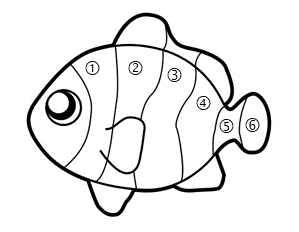 ① ② ③ ④ ⑤ ⑥